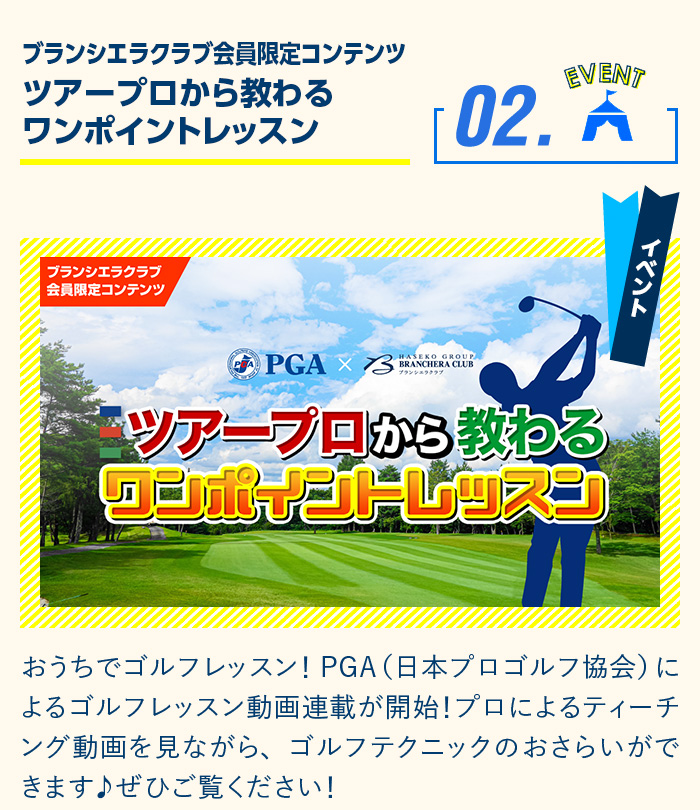 ブランシエラクラブ会員限定コンテンツ
ツアープロから教わる
ワンポイントレッスン
02.
EVENT
イベント
ブランシエラクラブ
会員限定コンテンツ
PGA
PGA × HASEKO GROUP
BRANCHERA CLUB
ブランシエラクラブ
ツアープロから教わる
ワンポイントレッスン
おうちでゴルフレッスン！PGA（日本プロゴルフ協会）に
よるゴルフレッスン動画連載が開始！プロによるティーチ
ング動画を見ながら、ゴルフテクニックのおさらいがで
きます♪ぜひご覧ください！